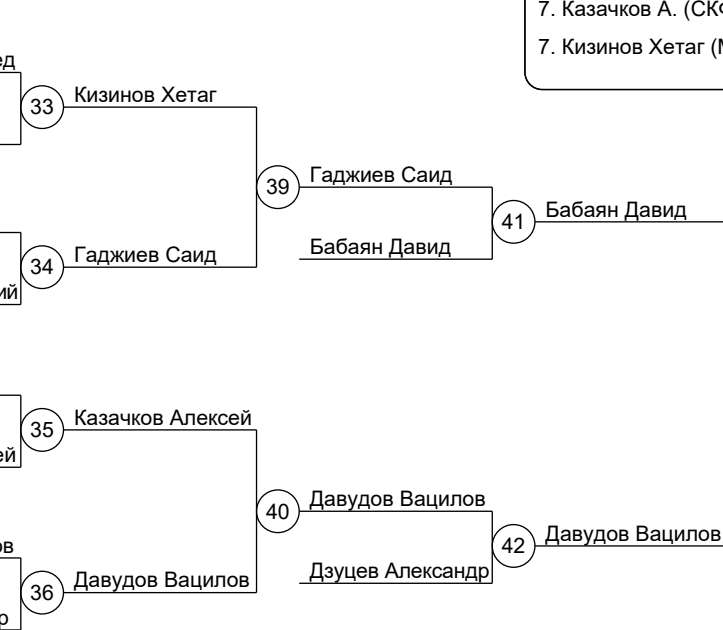 7. Казачков А.
7. Кизинов Хетаг
33
Кизинов Хетаг
39
Гаджиев Саид
41
Бабаян Давид
34
Гаджиев Саид
Бабаян Давид
35
Казачков Алексей
40
Давудов Вацилов
42
Давудов Вацилов
36
Давудов Вацилов
Дзуцев Александр